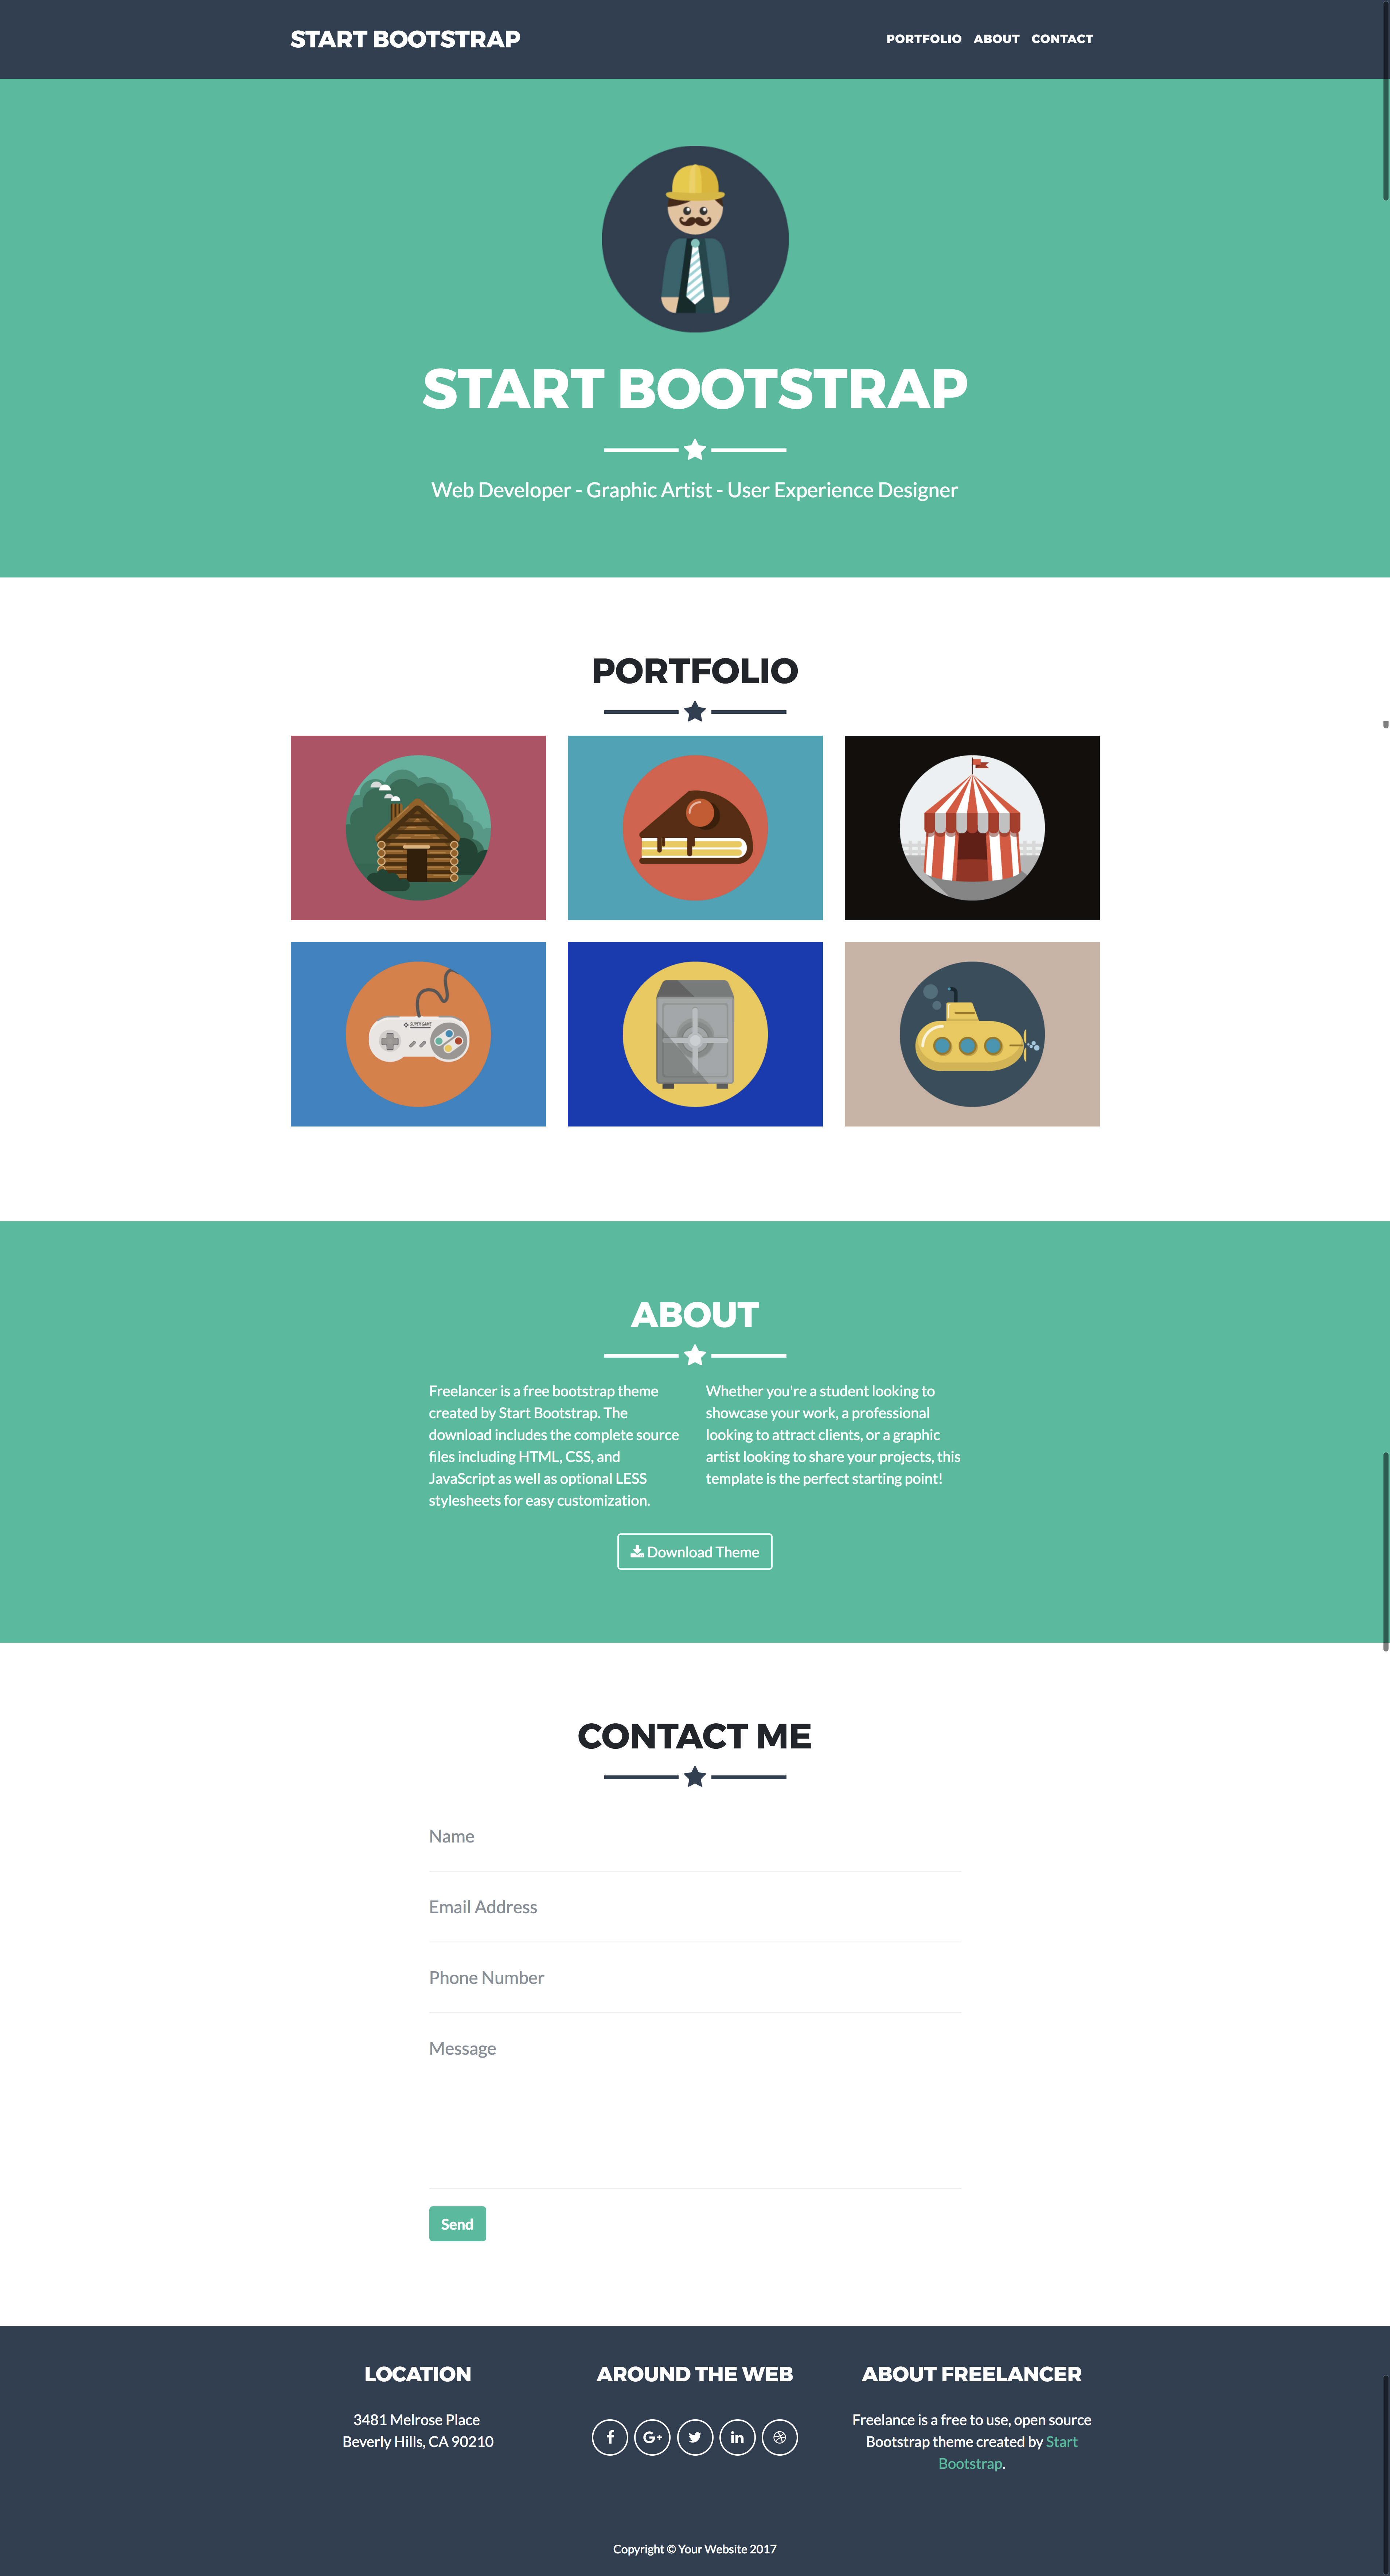 START BOOTSTRAP
PORTFOLIO ABOUT CONTACT
START BOOTSTRAP
Web Developer - Graphic Artist - User Experience Designer
PORTFOLIO
SUPER GAME
ABOUT
Freelancer is a free bootstrap theme
created by Start Bootstrap. The
download includes the complete source
files including HTML, CSS, and
JavaScript as well as optional LESS
stylesheets for easy customization.
Whether you're a student looking to
showcase your work, a professional
looking to attract clients, or a graphic
artist looking to share your projects, this
template is the perfect starting point!
Download Theme
CONTACT ME
Name
Email Address
Phone Number
Message
Send
LOCATION
3481 Melrose Place
Beverly Hills, CA 90210
AROUND THE WEB
ABOUT FREELANCER
Freelance is a free to use, open source
Bootstrap theme created by Start
Bootstrap.
Copyright © Your Website 2017